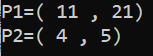 P1=( 11 , 21)
P2=( 4 , 5)